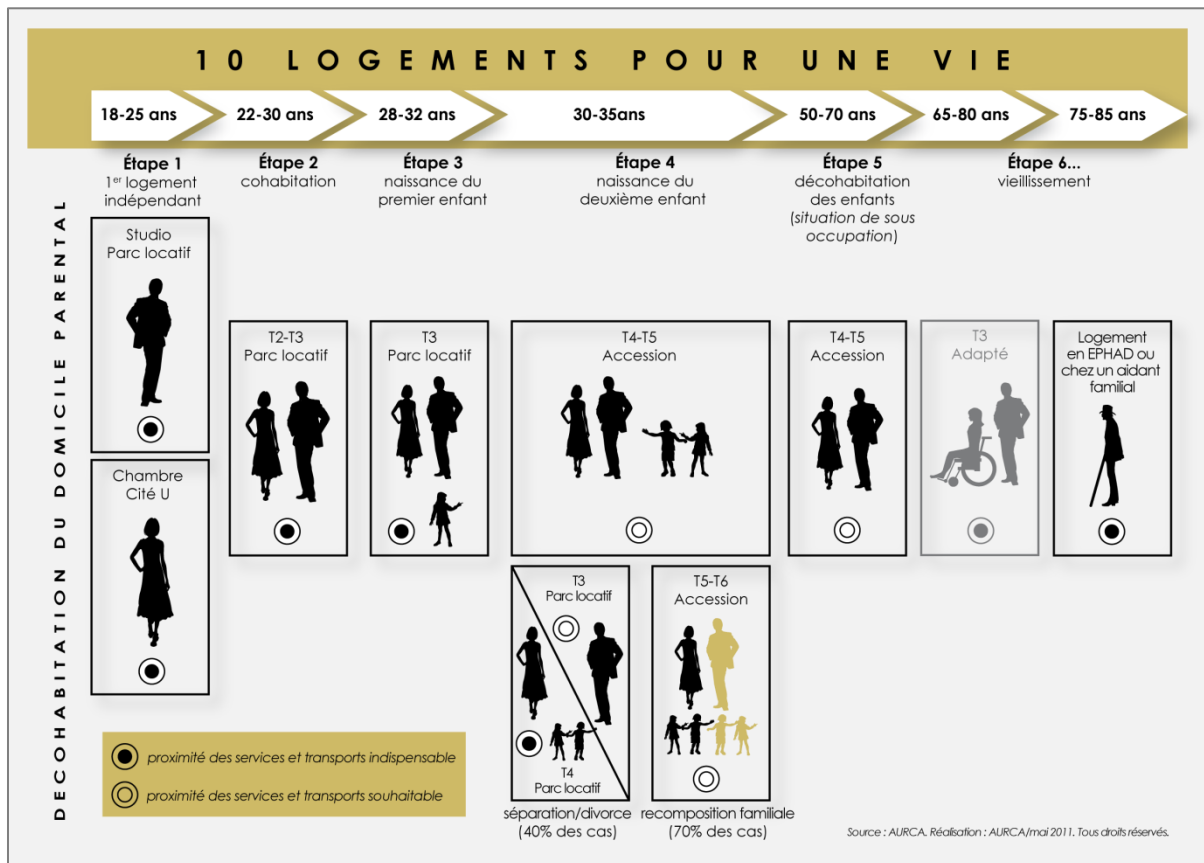 10 LOGEMENTS POUR UNE VIE
18-25 ans
22-30 ans
28-32 ans
30-35ans
50-70 ans
65-80 ans
75-85 ans
Étape 1
1er logement
indépendant
Étape 2
cohabitation
Étape 3
naissance du
premier enfant
Étape 4
naissance du
deuxième enfant
Étape 5
décohabitation
des enfants
(situation de sous
occupation)
Étape 6...
vieillissement
DECOHABITATION DU DOMICILE PARENTAL
Studio
Parc locatif
Chambre
Cité U
T2-T3
Parc locatif
T3
Parc locatif
T4-T5
Accession
T4-T5
Accession
T3
Adapté
Logement
en EPHAD ou
chez un aidant
familial
T3
Parc locatif
T4
Parc locatif
séparation/divorce
(40% des cas)
T5-T6
Accession
recomposition familiale
(70% des cas)
proximité des services et transports indispensable
proximité des services et transports souhaitable
Source : AURCA. Réalisation : AURCA/mai 2011. Tous droits réservés.